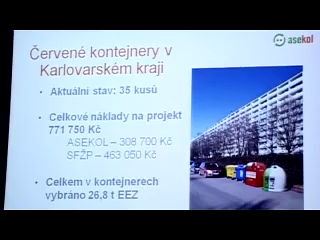 asekol
Červené kontejnery v
Karlovarském kraji
• Aktuální stav: 35 kusů
• Celkové náklady na projekt
771 750 Kč
ASEKOL – 308 700 Kč
SFŽP – 463 050 Kč
• Celkem v kontejnerech
vybráno 26,8 t EEZ